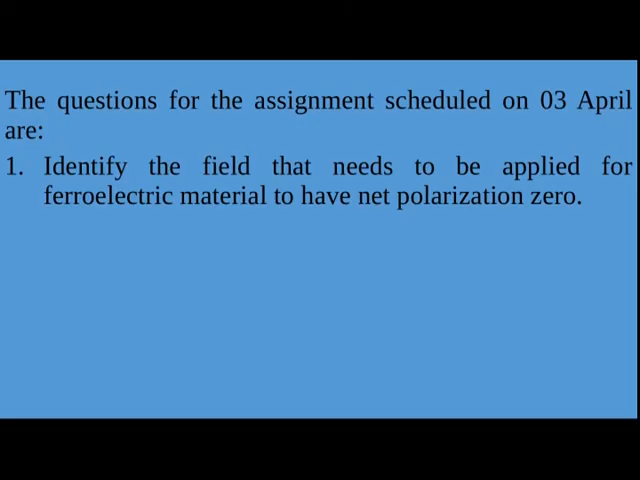 The questions for the assignment scheduled on 03 April
are:
1. Identify the field that needs to be applied for
ferroelectric material to have net polarization zero.